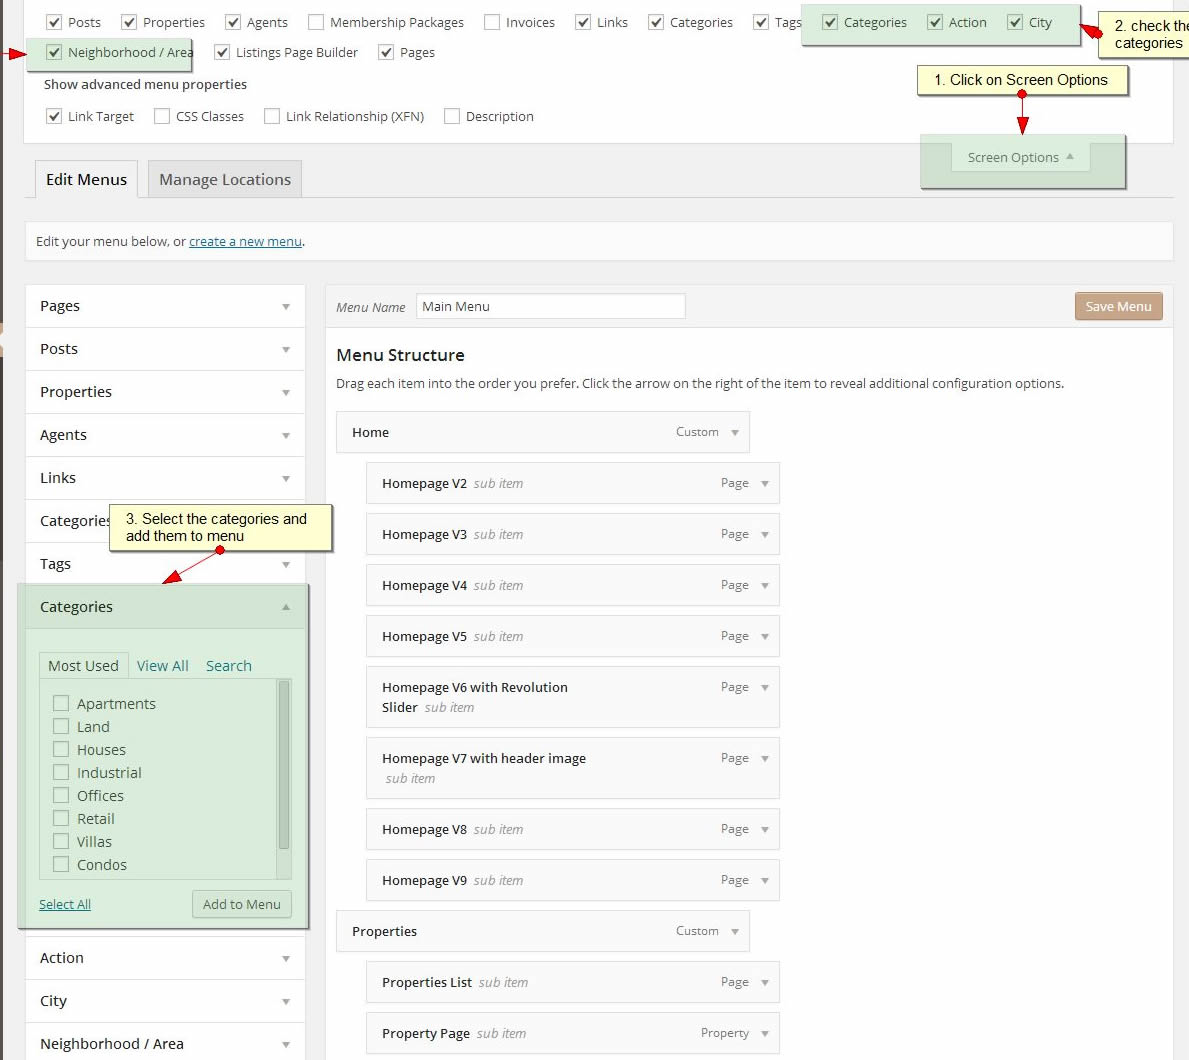 Posts Properties Agents Membership Packages Invoices Links Categories Tags Categories Action City
2. check the
categories
Neighborhood / Area Listings Page Builder Pages
Show advanced menu properties
1. Click on Screen Options
Link Target CSS Classes Link Relationship (XFN) Description
Screen Options
Edit Menus Manage Locations
Edit your menu below, or create a new menu.
Pages
Posts
Properties
Agents
Links
Categories
3. Select the categories and
add them to menu
Tags
Categories
Most Used View All Search
Apartments
Land
Houses
Industrial
Offices
Retail
Villas
Condos
Select All Add to Menu
Action
City
Neighborhood / Area
Menu Name Main Menu Save Menu
Menu Structure
Drag each item into the order you prefer. Click the arrow on the right of the item to reveal additional configuration options.
Home Custom
Homepage V2 sub item Page
Homepage V3 sub item Page
Homepage V4 sub item Page
Homepage V5 sub item Page
Homepage V6 with Revolution Page
Slider sub item
Homepage V7 with header image Page
sub item
Homepage V8 sub item Page
Homepage V9 sub item Page
Properties Custom
Properties List sub item Page
Property Page sub item Property